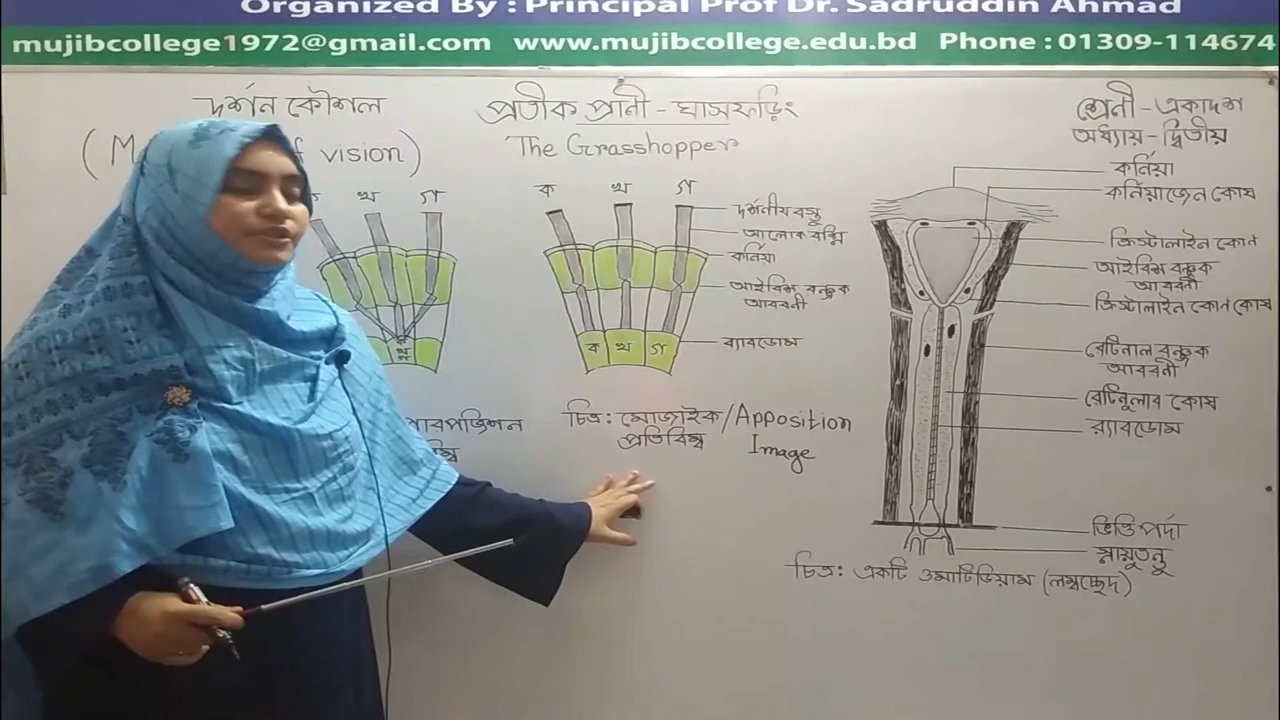 Organized By : Principal Prof Dr. Sadruddin Ahmad
mujibcollege1972@gmail.com www.mujibcollege.edu.bd Phone : 01309-114674
দর্শন কৌশল
(M
f vision)
প্রতীক প্রানী - ঘাসফড়িং
The Grasshopper
শ্রেনী - একাদশ
অধ্যায় - দ্বিতীয়
খ গ
ক খ গ
দর্শনীয় বস্তু
আলোক রশ্মি
কর্নিয়া
আইরিশ রঞ্জক
আবরনী
র‍্যাবডোম
খ
ক খ গ
চিত্র: মোজাইক/Apposition
প্রতিবিম্ব Image
কর্নিয়া
কর্নিয়াজেন কোষ
ক্রিস্টালাইন কোন
আইরিশ রঞ্জক
আবরনী
ক্রিস্টালাইন কোন কোষ
রেটিনাল রঞ্জক
আবরনী
রেটিনুলার কোষ
র‍্যাবডোম
ভিত্তি পর্দা
স্নায়ুতন্তু
চিত্র: একটি ওমাটিডিয়াম (লম্বচ্ছেদ)